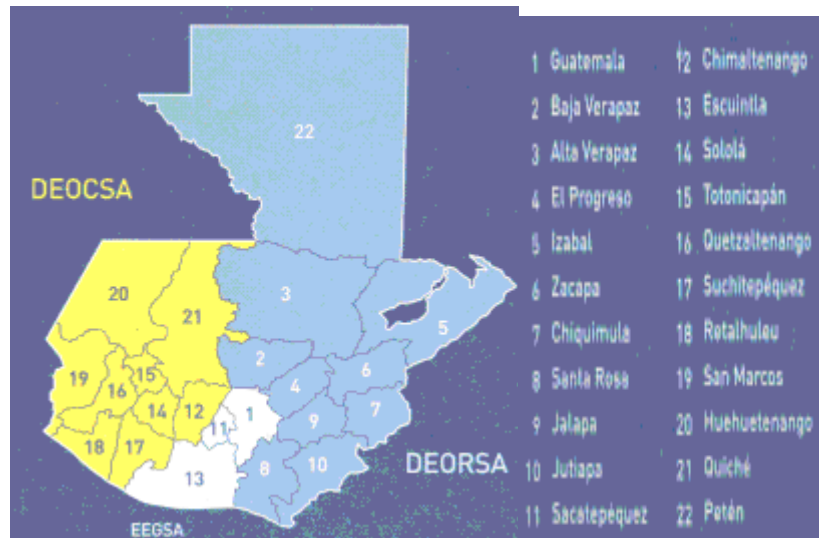 22
DEOCSA
20
21
3
5
19
16
15
2
4
6
14
12
1
9
7
18
17
11
13
8
10
DEORSA
EEGSA
1 Guatemala
2 Baja Verapaz
3 Alta Verapaz
4 El Progreso
5 Izabal
6 Zacapa
7 Chiquimula
8 Santa Rosa
9 Jalapa
10 Jutiapa
11 Sacatepéquez
12 Chimaltenango
13 Escuintla
14 Sololá
15 Totonicapán
16 Quetzaltenango
17 Suchitepéquez
18 Retalhuleu
19 San Marcos
20 Huehuetenango
21 Quiché
22 Petén